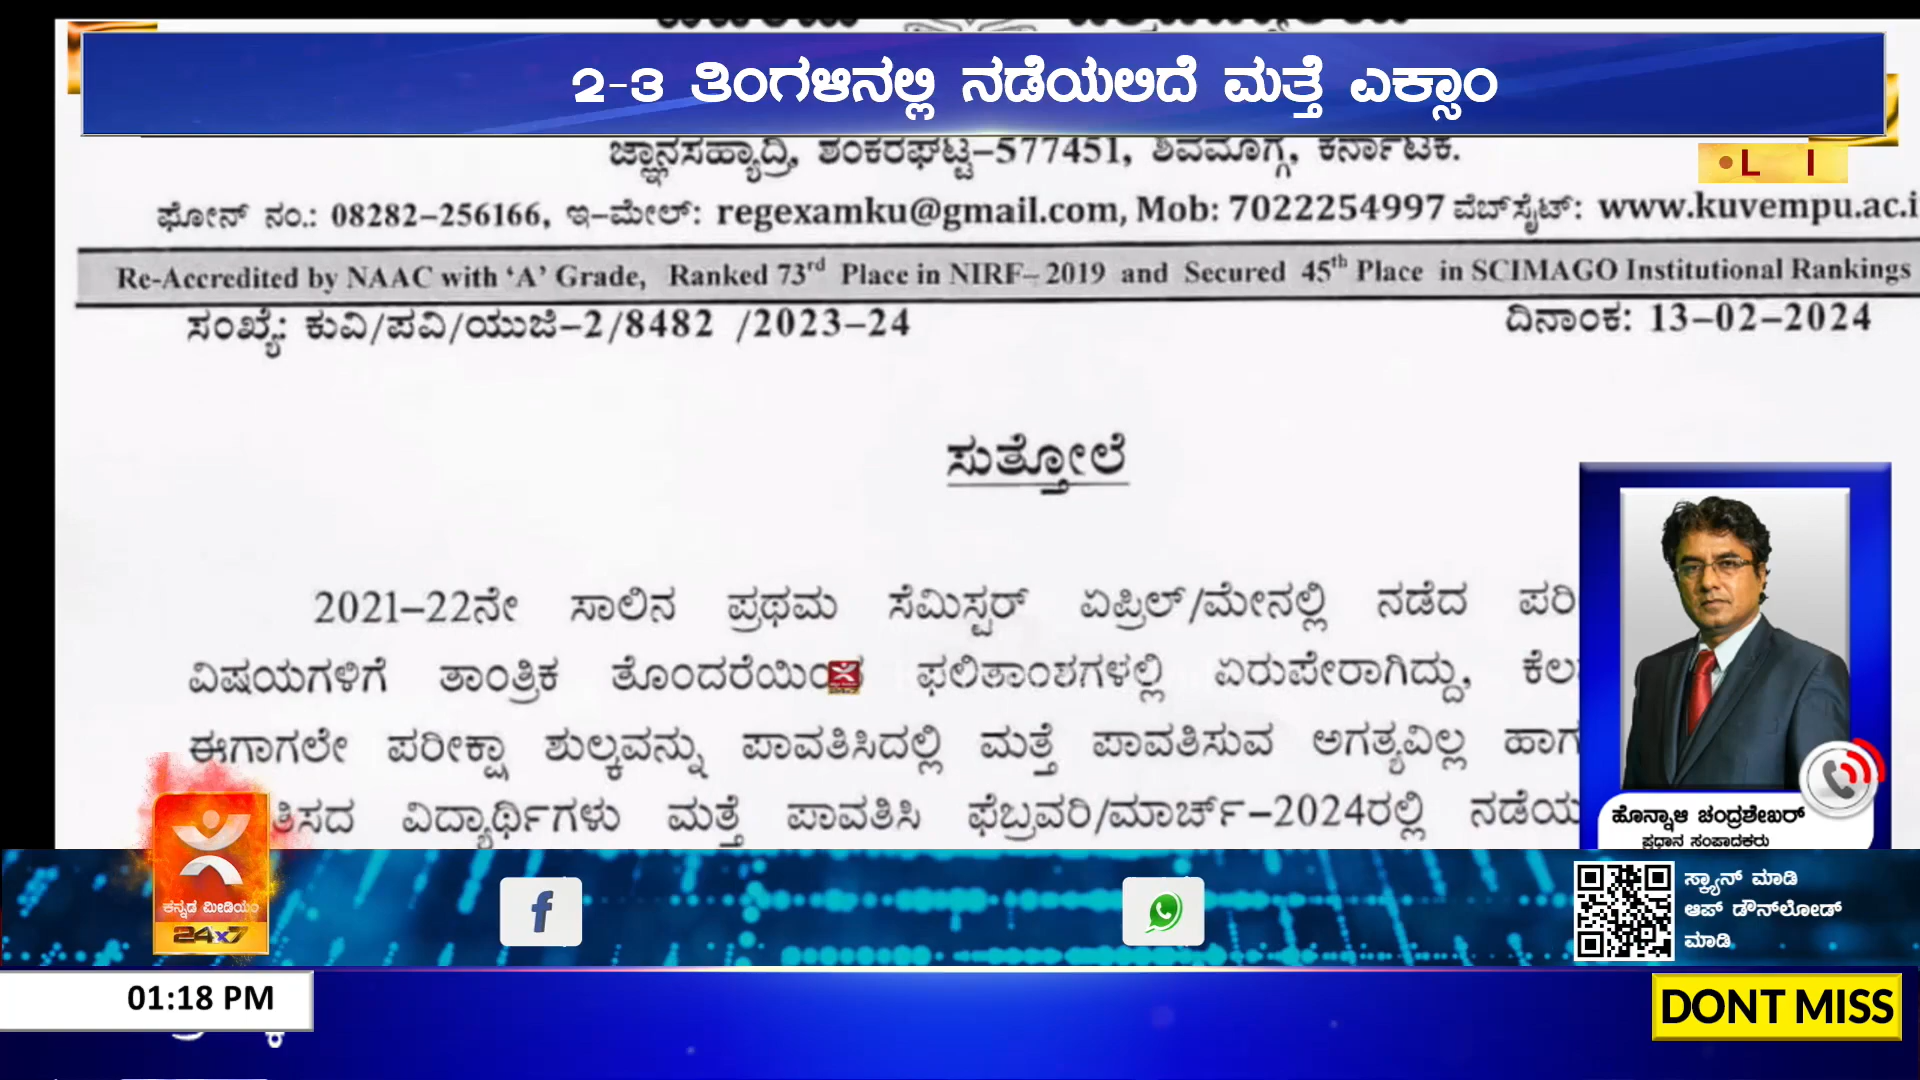 2-3 ತಿಂಗಳಿನಲ್ಲಿ ನಡೆಯಲಿದೆ ಮತ್ತೆ ಎಕ್ಸಾಂ
ಜ್ಞಾನಸಹ್ಯಾದ್ರಿ, ಶಂಕರಘಟ್ಟ–577451, ಶಿವಮೊಗ್ಗ, ಕರ್ನಾಟಕ.
L I
ಫೋನ್ ನಂ.: 08282–256166, ಇ–ಮೇಲ್: regexamku@gmail.com, Mob: 7022254997 ವೆಬ್‌ಸೈಟ್: www.kuvempu.ac.i
Re-Accredited by NAAC with ‘A’ Grade, Ranked 73rd Place in NIRF– 2019 and Secured 45th Place in SCIMAGO Institutional Rankings
ಸಂಖ್ಯೆ: ಕುವಿ/ಪವಿ/ಯುಜಿ–2/8482 /2023–24
ದಿನಾಂಕ: 13–02–2024
ಸುತ್ತೋಲೆ
2021–22ನೇ ಸಾಲಿನ ಪ್ರಥಮ ಸೆಮಿಸ್ಟರ್ ಏಪ್ರಿಲ್/ಮೇನಲ್ಲಿ ನಡೆದ ಪರಿ
ವಿಷಯಗಳಿಗೆ ತಾಂತ್ರಿಕ ತೊಂದರೆಯಿಂದ ಫಲಿತಾಂಶಗಳಲ್ಲಿ ಏರುಪೇರಾಗಿದ್ದು, ಕೆಲ
ಈಗಾಗಲೇ ಪರೀಕ್ಷಾ ಶುಲ್ಕವನ್ನು ಪಾವತಿಸಿದಲ್ಲಿ ಮತ್ತೆ ಪಾವತಿಸುವ ಅಗತ್ಯವಿಲ್ಲ ಹಾಗ
ತಿಸದ ವಿದ್ಯಾರ್ಥಿಗಳು ಮತ್ತೆ ಪಾವತಿಸಿ ಫೆಬ್ರವರಿ/ಮಾರ್ಚ್–2024ರಲ್ಲಿ ನಡೆಯ
ಹೊನ್ನಾಳಿ ಚಂದ್ರಶೇಖರ್
ಪ್ರಧಾನ ಸಂಪಾದಕರು
ಕನ್ನಡ ಮೀಡಿಯಂ
24x7
ಸ್ಕ್ಯಾನ್ ಮಾಡಿ
ಆಪ್ ಡೌನ್‌ಲೋಡ್
ಮಾಡಿ
01:18 PM
DONT MISS